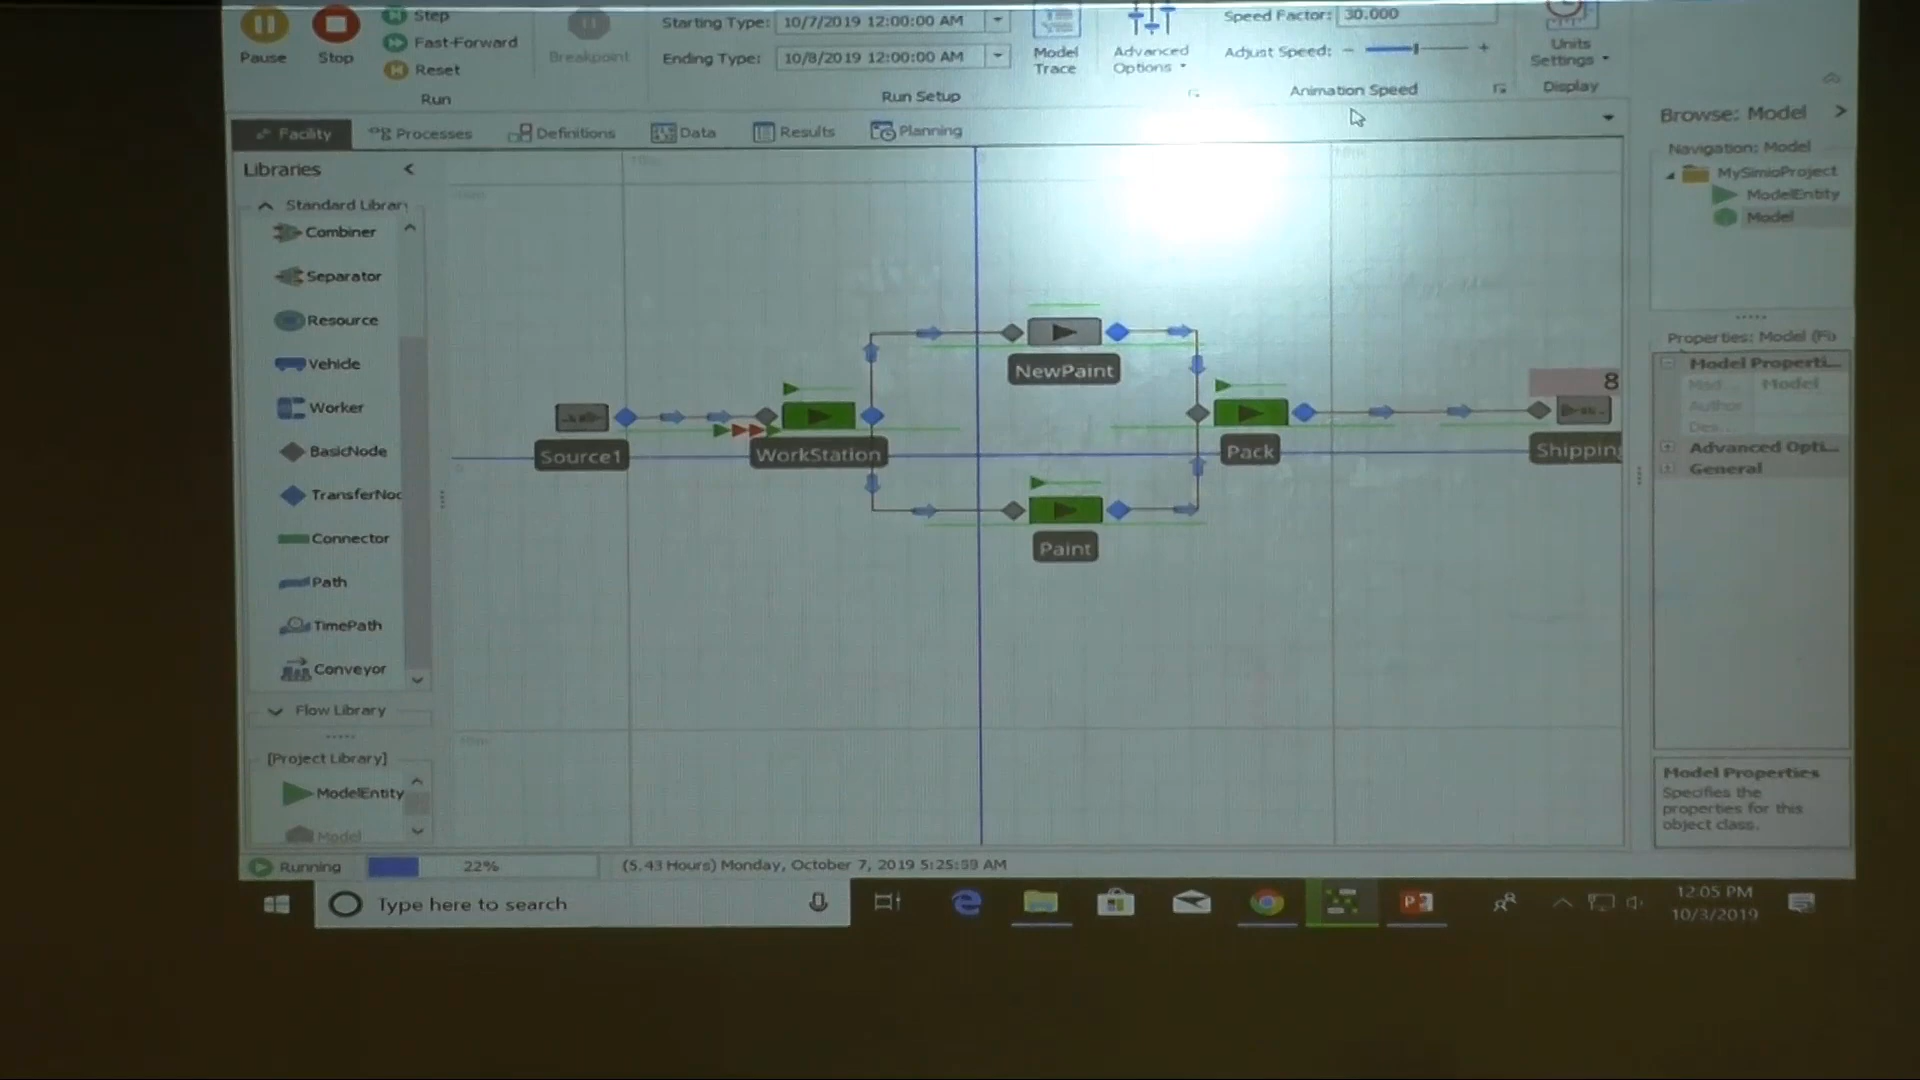 Pause
Stop
Step
Fast-Forward
Reset
Run
Breakpoint
Starting Type: 10/7/2019 12:00:00 AM
Ending Type: 10/8/2019 12:00:00 AM
Run Setup
Model
Trace
Advanced
Options
Speed Factor: 30.000
Adjust Speed: − +
Animation Speed
Units
Settings
Display
Facility
Processes
Definitions
Data
Results
Planning
Libraries
Standard Librar
Combiner
Separator
Resource
Vehicle
Worker
BasicNode
TransferNoc
Connector
Path
TimePath
Conveyor
Flow Library
[Project Library]
ModelEntity
Model
Source1
WorkStation
NewPaint
Paint
Pack
8
Shipping
Browse: Model
Navigation: Model
MySimioProject
ModelEntity
Model
Properties: Model
Model Properti...
Model
Author
Advanced Opti...
General
Model Properties
Specifies the
properties for this
object class.
Running
22%
(5.43 Hours) Monday, October 7, 2019 5:25:59 AM
Type here to search
12:05 PM
10/3/2019